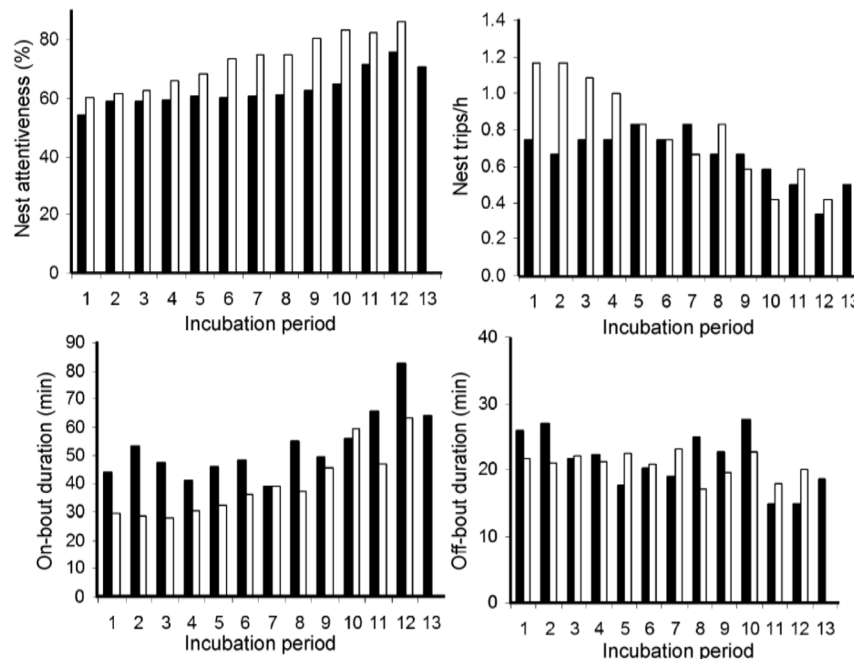 Nest attentiveness (%)
80
60
40
20
0
1 2 3 4 5 6 7 8 9 10 11 12 13
Incubation period
Nest trips/h
1.4
1.2
1.0
0.8
0.6
0.4
0.2
0.0
1 2 3 4 5 6 7 8 9 10 11 12 13
Incubation period
On-bout duration (min)
90
80
70
60
50
40
30
20
10
0
1 2 3 4 5 6 7 8 9 10 11 12 13
Incubation period
Off-bout duration (min)
40
30
20
10
0
1 2 3 4 5 6 7 8 9 10 11 12 13
Incubation period